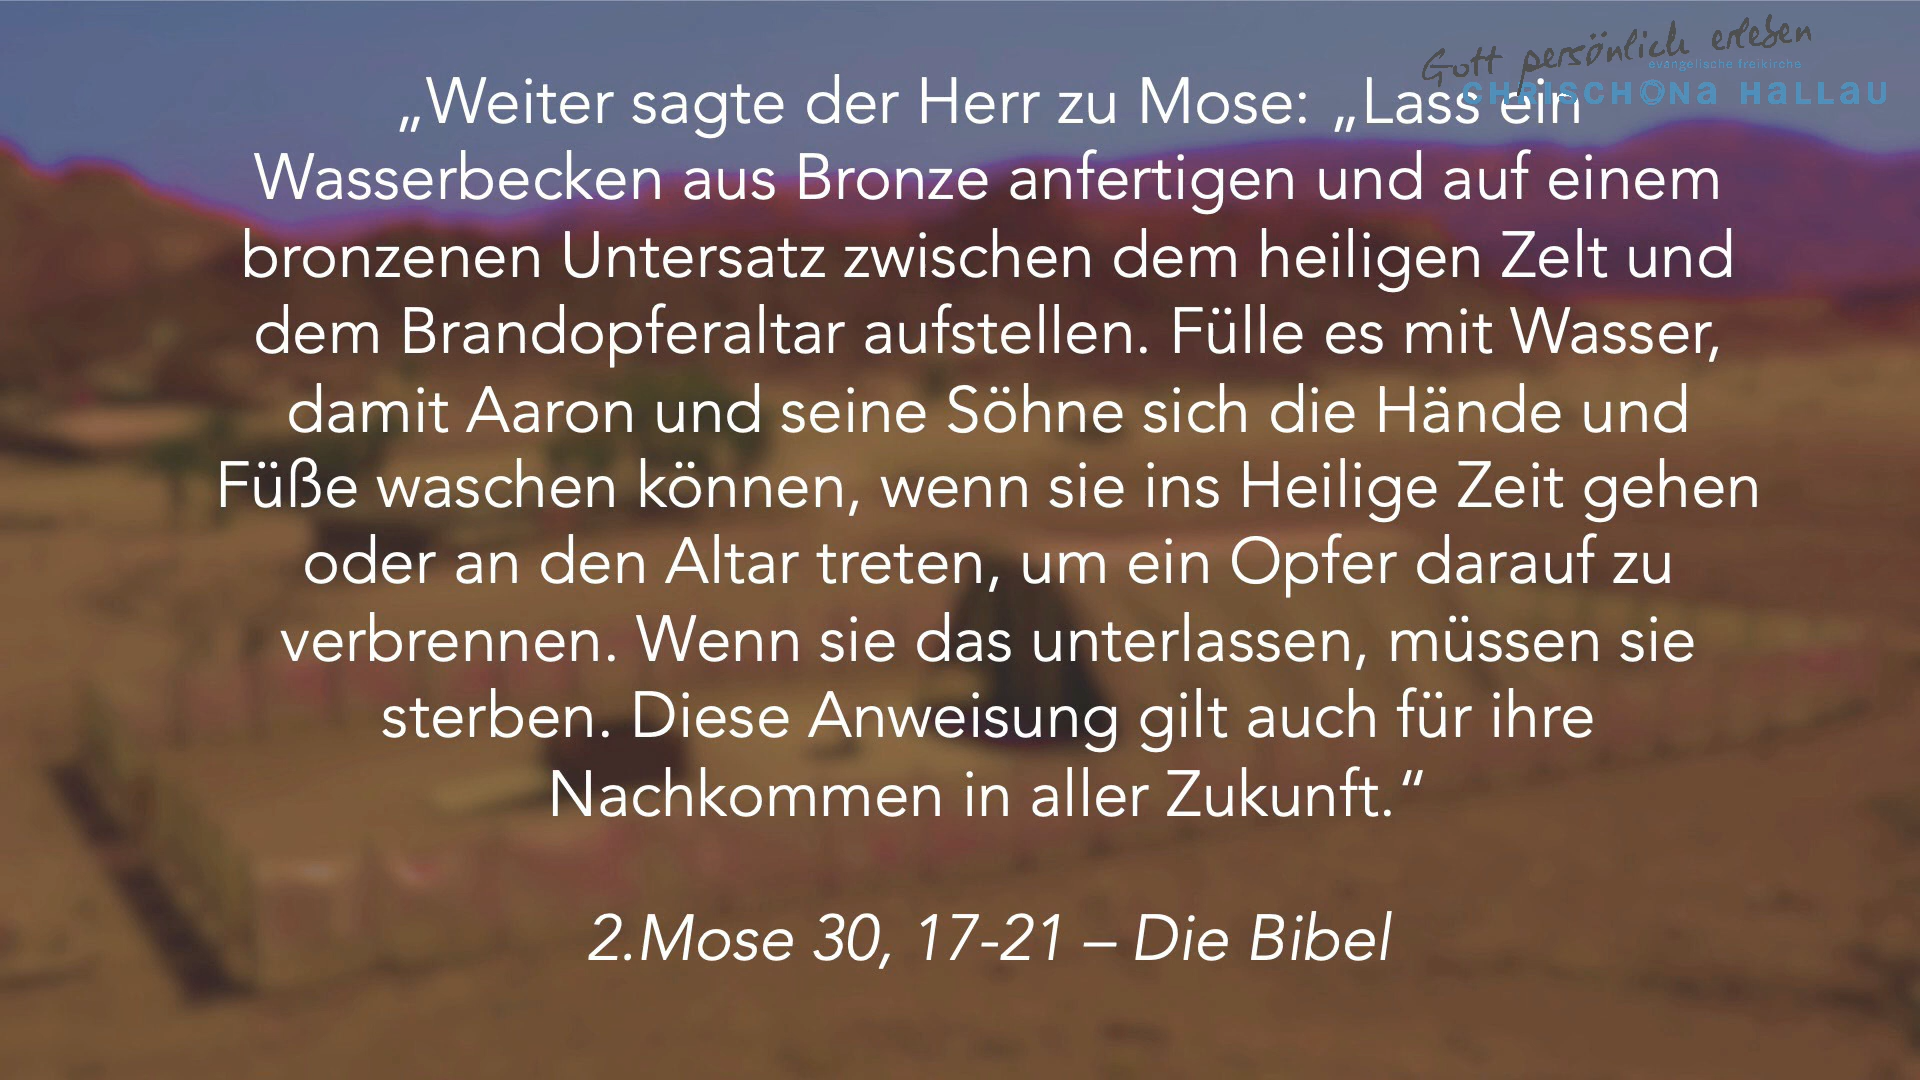 Gott persönlich erleben
evangelische freikirche
CHRISCHONA HALLAU
„Weiter sagte der Herr zu Mose: „Lass ein
Wasserbecken aus Bronze anfertigen und auf einem
bronzenen Untersatz zwischen dem heiligen Zelt und
dem Brandopferaltar aufstellen. Fülle es mit Wasser,
damit Aaron und seine Söhne sich die Hände und
Füße waschen können, wenn sie ins Heilige Zeit gehen
oder an den Altar treten, um ein Opfer darauf zu
verbrennen. Wenn sie das unterlassen, müssen sie
sterben. Diese Anweisung gilt auch für ihre
Nachkommen in aller Zukunft.“
2.Mose 30, 17-21 – Die Bibel